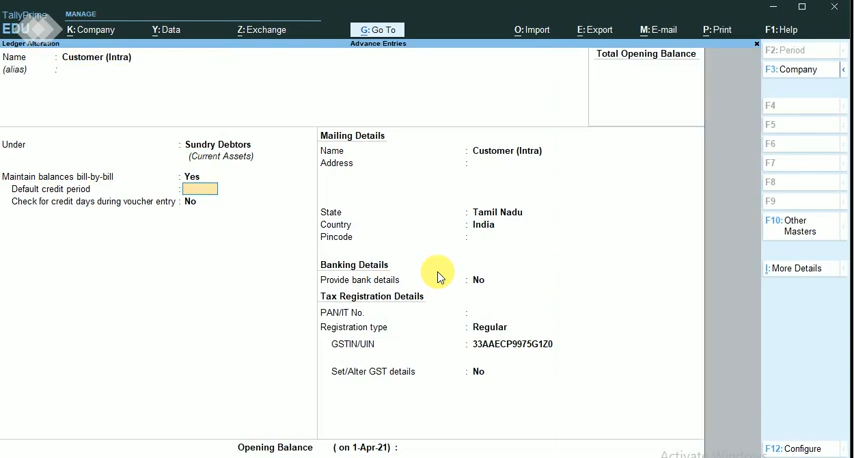 TallyPrime MANAGE
EDU K: Company Y: Data Z: Exchange G: Go To O: Import E: Export M: E-mail P: Print F1: Help
Ledger Alteration Advance Entries ×
Name : Customer (Intra)
(alias) :
Total Opening Balance
Under : Sundry Debtors
(Current Assets)
Maintain balances bill-by-bill : Yes
Default credit period :
Check for credit days during voucher entry : No
Mailing Details
Name : Customer (Intra)
Address :
State : Tamil Nadu
Country : India
Pincode :
Banking Details
Provide bank details : No
Tax Registration Details
PAN/IT No. :
Registration type : Regular
GSTIN/UIN : 33AAECP9975G1Z0
Set/Alter GST details : No
Opening Balance ( on 1-Apr-21) :
F2: Period
F3: Company
F4
F5
F6
F7
F8
F9
F10: Other
Masters
I: More Details
F12: Configure
Activate Windows